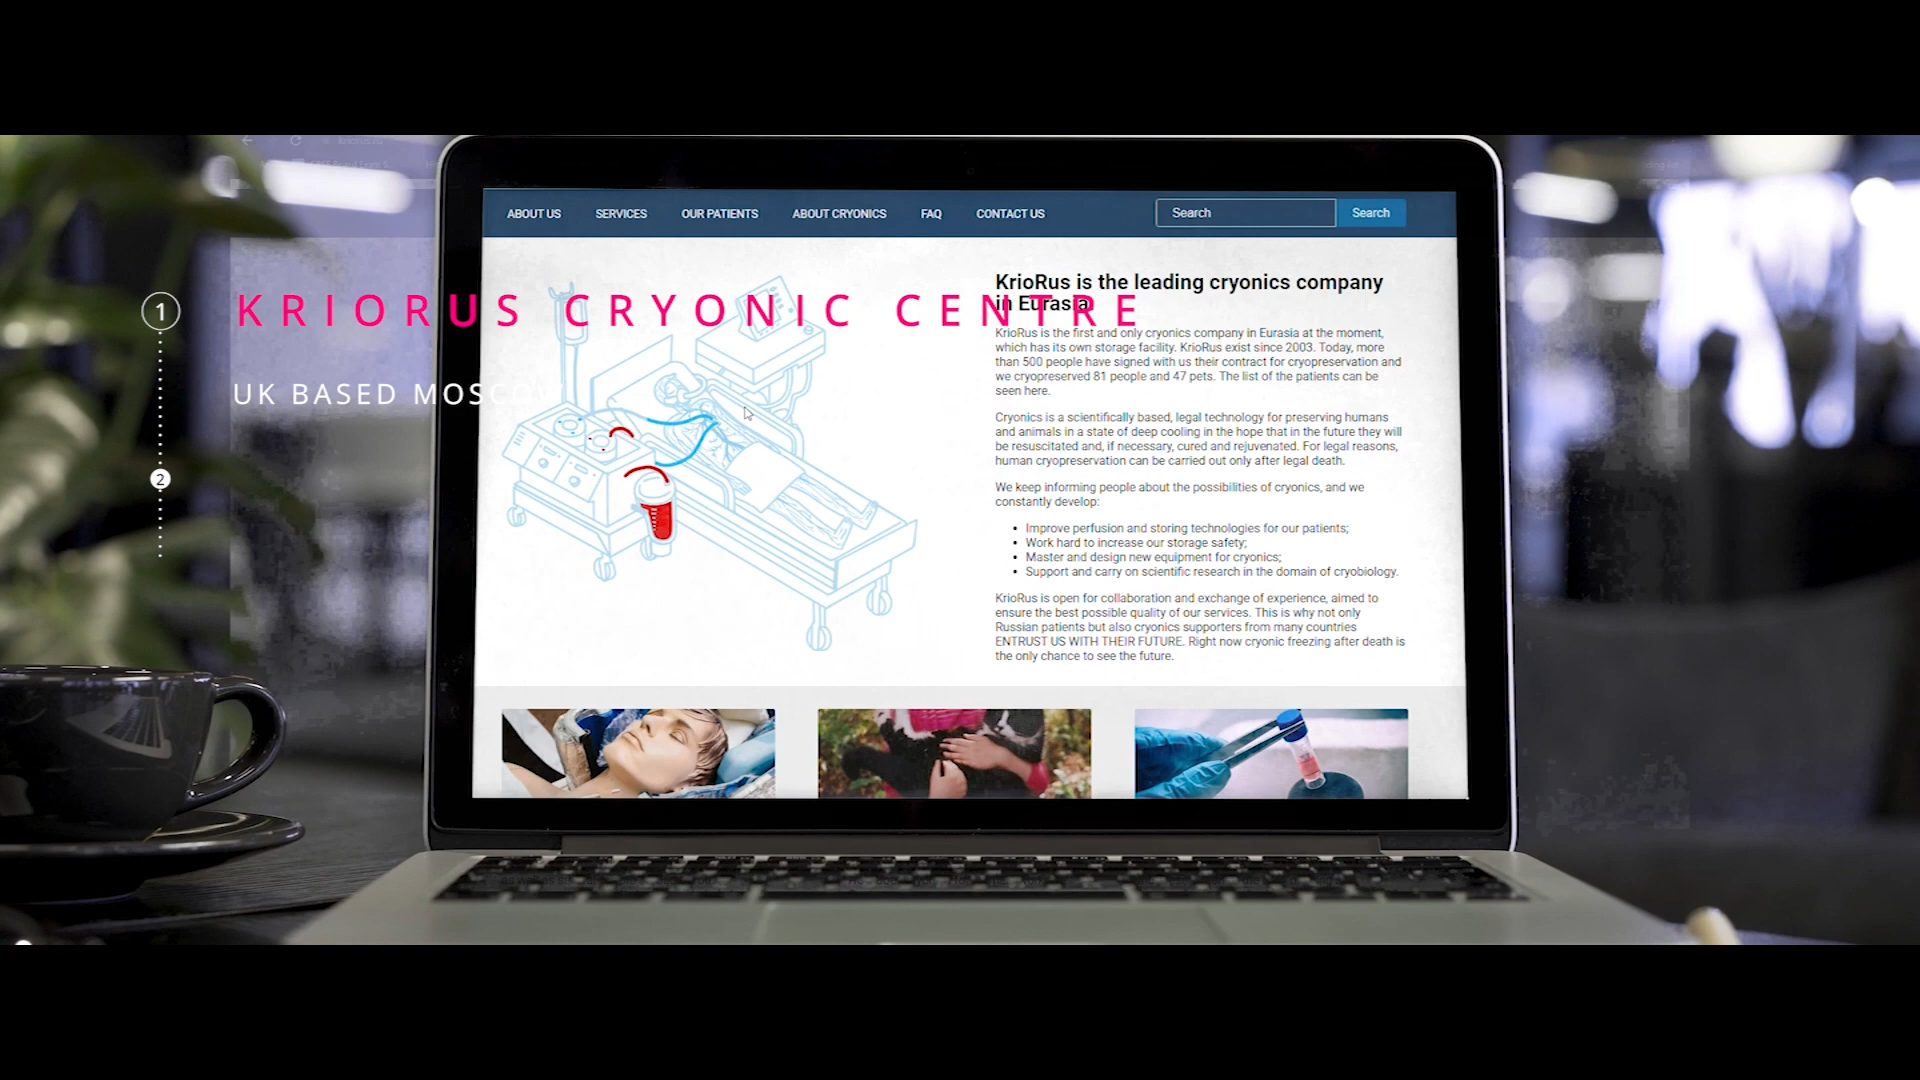 ABOUT US SERVICES OUR PATIENTS ABOUT CRYONICS FAQ CONTACT US Search Search
1 KRIORUS CRYONIC CENTRE
UK BASED MOSCOW
2
KrioRus is the leading cryonics company
in Eurasia
KrioRus is the first and only cryonics company in Eurasia at the moment,
which has its own storage facility. KrioRus exist since 2003. Today, more
than 500 people have signed with us their contract for cryopreservation and
we cryopreserved 81 people and 47 pets. The list of the patients can be
seen here.
Cryonics is a scientifically based, legal technology for preserving humans
and animals in a state of deep cooling in the hope that in the future they will
be resuscitated and, if necessary, cured and rejuvenated. For legal reasons,
human cryopreservation can be carried out only after legal death.
We keep informing people about the possibilities of cryonics, and we
constantly develop:
• Improve perfusion and storing technologies for our patients;
• Work hard to increase our storage safety;
• Master and design new equipment for cryonics;
• Support and carry on scientific research in the domain of cryobiology.
KrioRus is open for collaboration and exchange of experience, aimed to
ensure the best possible quality of our services. This is why not only
Russian patients but also cryonics supporters from many countries
ENTRUST US WITH THEIR FUTURE. Right now cryonic freezing after death is
the only chance to see the future.